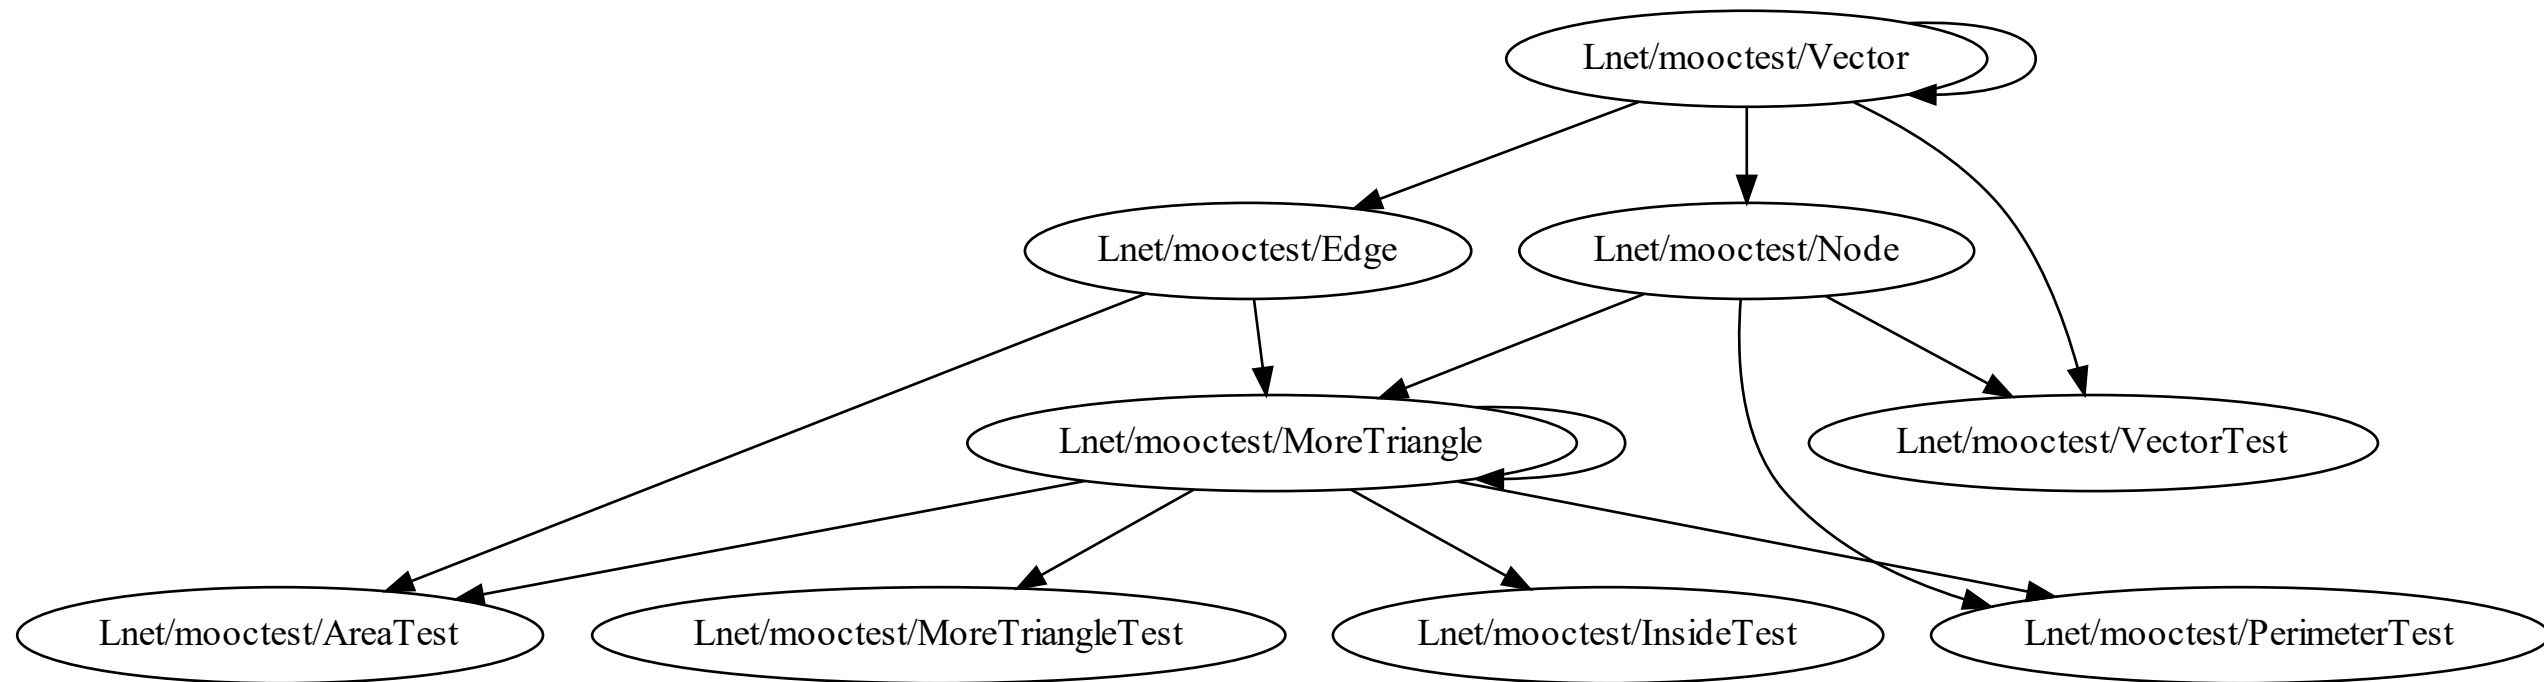 Lnet/mooctest/Vector
Lnet/mooctest/Edge
Lnet/mooctest/Node
Lnet/mooctest/MoreTriangle
Lnet/mooctest/VectorTest
Lnet/mooctest/AreaTest
Lnet/mooctest/MoreTriangleTest
Lnet/mooctest/InsideTest
Lnet/mooctest/PerimeterTest